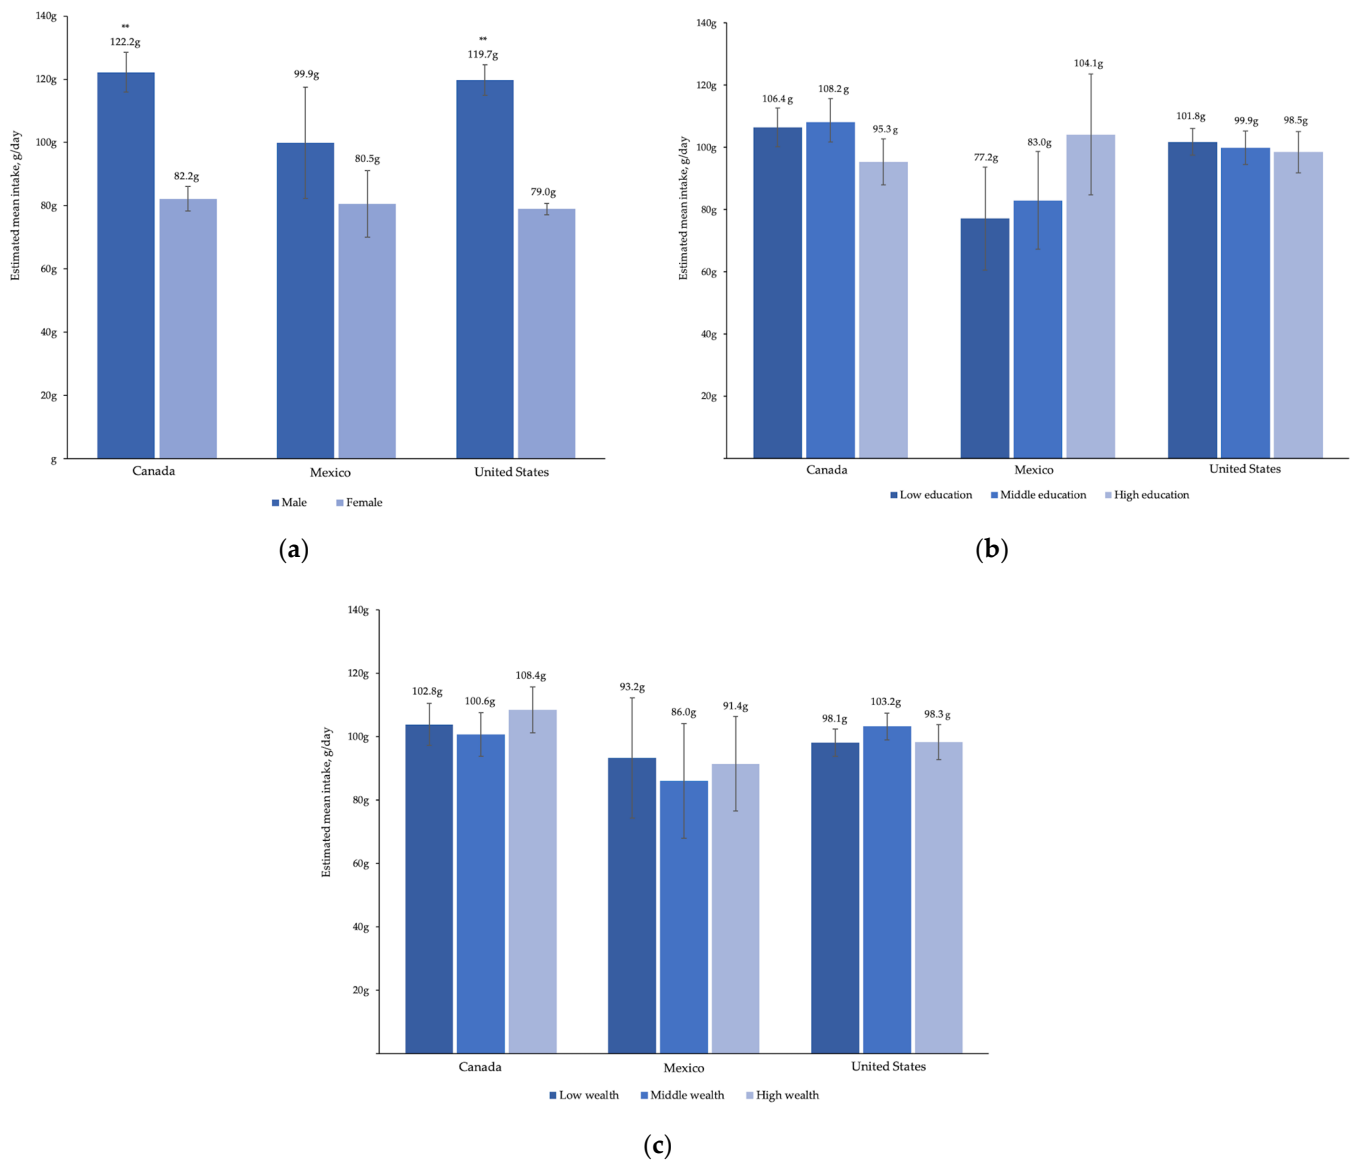 140g
120g
100g
80g
60g
40g
20g
g
Estimated mean intake, g/day
**
122.2g
82.2g
99.9g
80.5g
**
119.7g
79.0g
Canada Mexico United States
Male Female
(a)
140g
120g
100g
80g
60g
40g
20g
Estimated mean intake, g/day
106.4 g
108.2 g
95.3 g
77.2g
83.0g
104.1g
101.8g
99.9g
98.5g
Canada Mexico United States
Low education Middle education High education
(b)
140g
120g
100g
80g
60g
40g
20g
Estimated mean intake, g/day
102.8g
100.6g
108.4g
93.2g
86.0g
91.4g
98.1g
103.2g
98.3 g
Canada Mexico United States
Low wealth Middle wealth High wealth
(c)